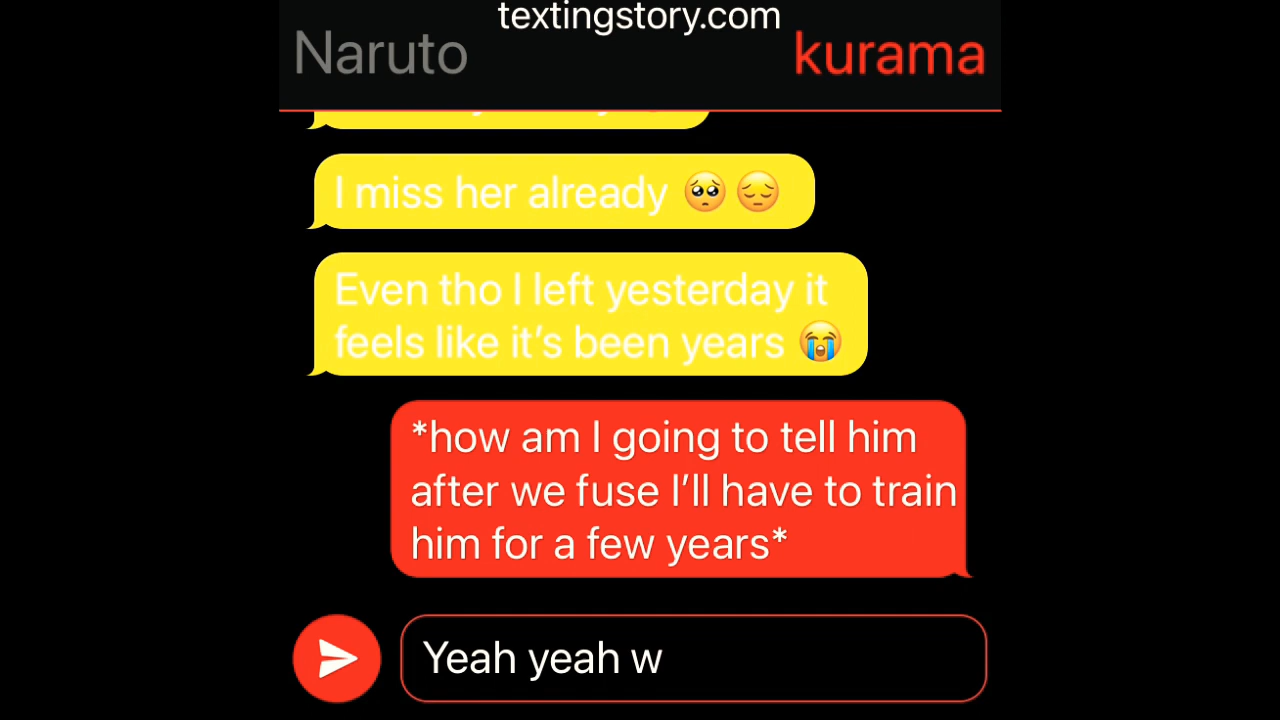 textingstory.com
Naruto
kurama
I miss her already 🥺 😔
Even tho I left yesterday it
feels like it’s been years 😭
*how am I going to tell him
after we fuse I’ll have to train
him for a few years*
Yeah yeah w